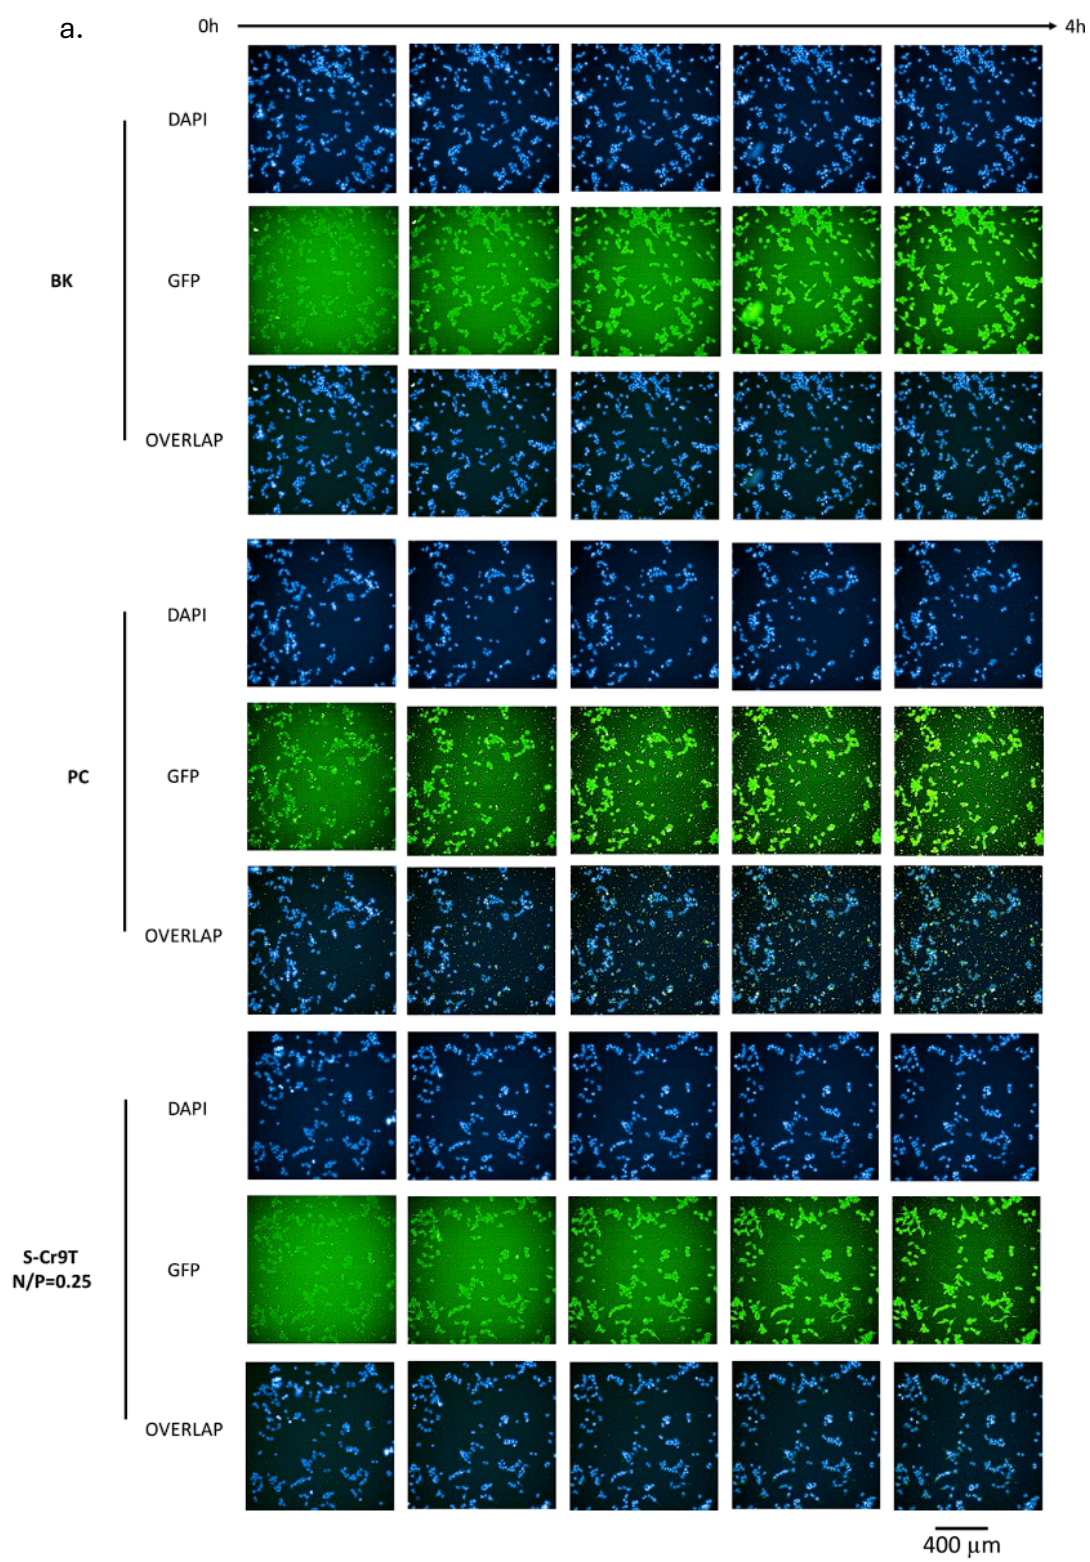 a.
0h
4h
DAPI
BK
GFP
OVERLAP
DAPI
PC
GFP
OVERLAP
DAPI
S-Cr9T
N/P=0.25
GFP
OVERLAP
400 μm